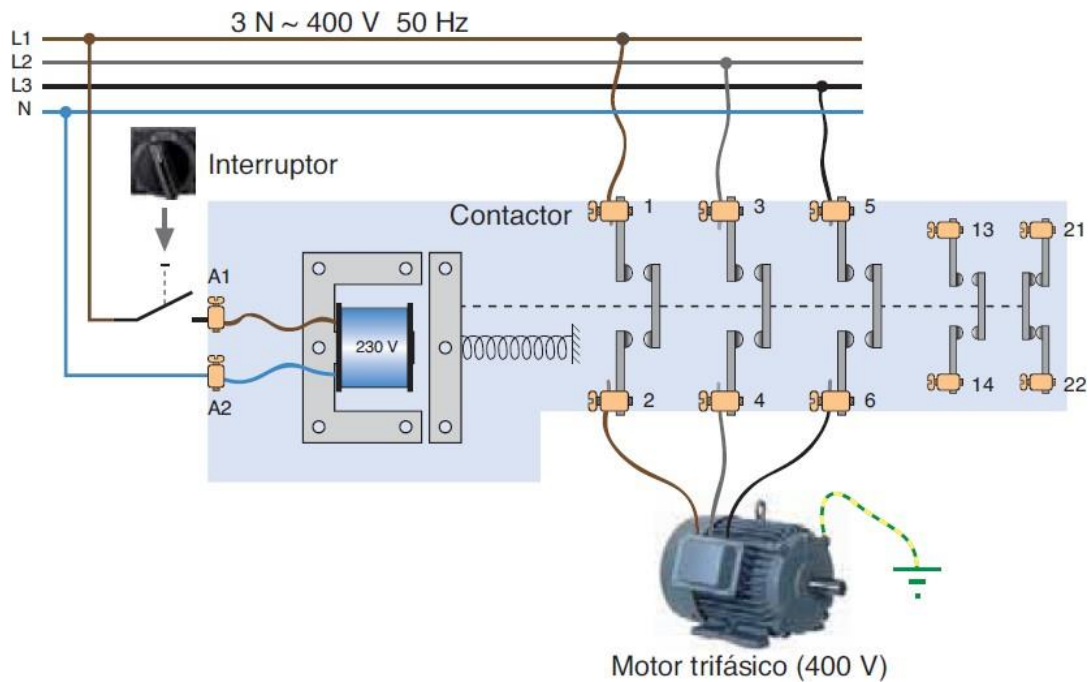 3 N ~ 400 V 50 Hz
L1
L2
L3
N
Interruptor
Contactor
1
3
5
13
21
A1
230 V
A2
2
4
6
14
22
Motor trifásico (400 V)